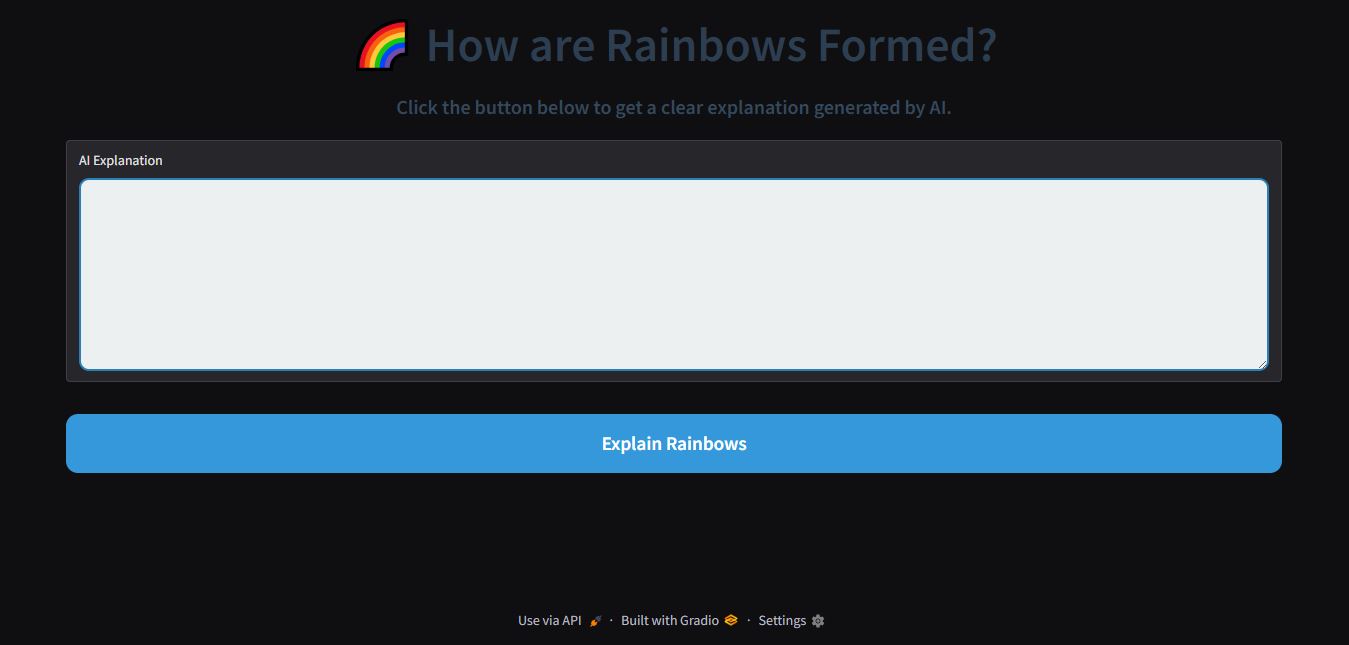 How are Rainbows Formed?
Click the button below to get a clear explanation generated by AI.
AI Explanation
Explain Rainbows
Use via API · Built with Gradio · Settings